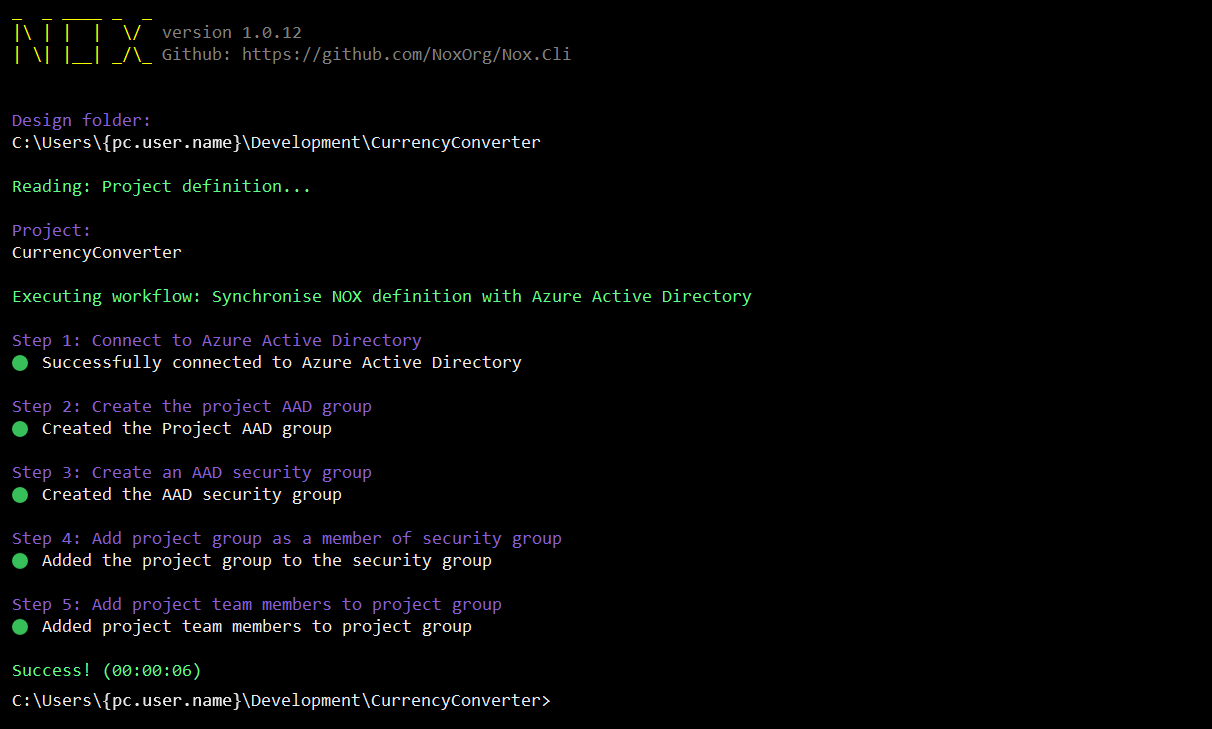 NOX version 1.0.12
Github: https://github.com/NoxOrg/Nox.Cli
Design folder:
C:\Users\{pc.user.name}\Development\CurrencyConverter
Reading: Project definition...
Project:
CurrencyConverter
Executing workflow: Synchronise NOX definition with Azure Active Directory
Step 1: Connect to Azure Active Directory
Successfully connected to Azure Active Directory
Step 2: Create the project AAD group
Created the Project AAD group
Step 3: Create an AAD security group
Created the AAD security group
Step 4: Add project group as a member of security group
Added the project group to the security group
Step 5: Add project team members to project group
Added project team members to project group
Success! (00:00:06)
C:\Users\{pc.user.name}\Development\CurrencyConverter>